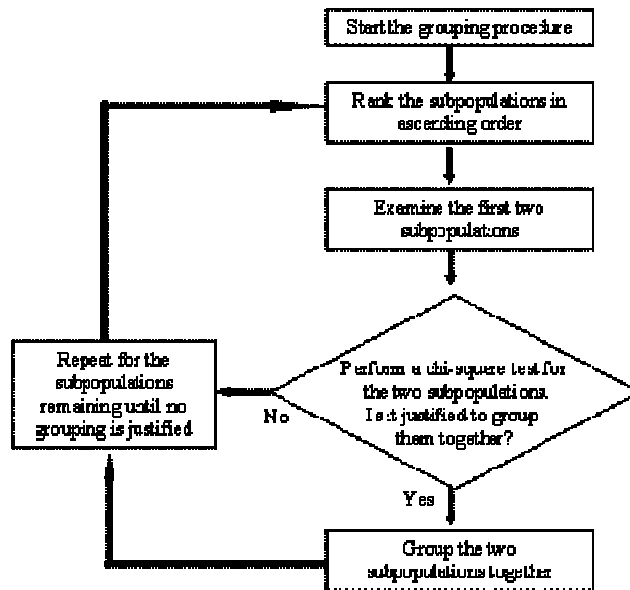 Start the grouping procedure
Rank the subpopulations in
ascending order
Examine the first two
subpopulations
Perform a chi-square test for
the two subpopulations.
Is it justified to group
them together?
No
Yes
Repeat for the
subpopulations
remaining until no
grouping is justified
Group the two
subpopulations together